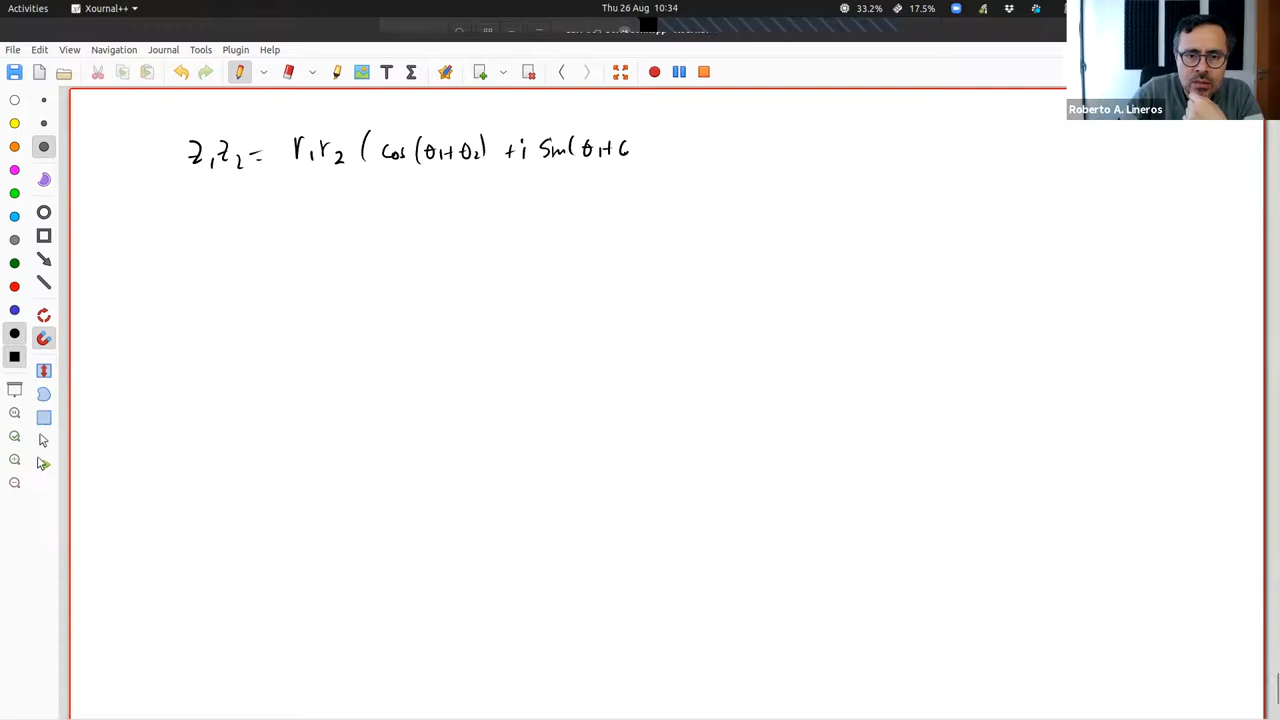 Activities Xournal++ Thu 26 Aug 10:34 33.2% 17.5%
File Edit View Navigation Journal Tools Plugin Help
Roberto A. Lineros
z₁z₂ = r₁r₂ ( cos(θ₁+θ₂) + i Sin(θ₁+